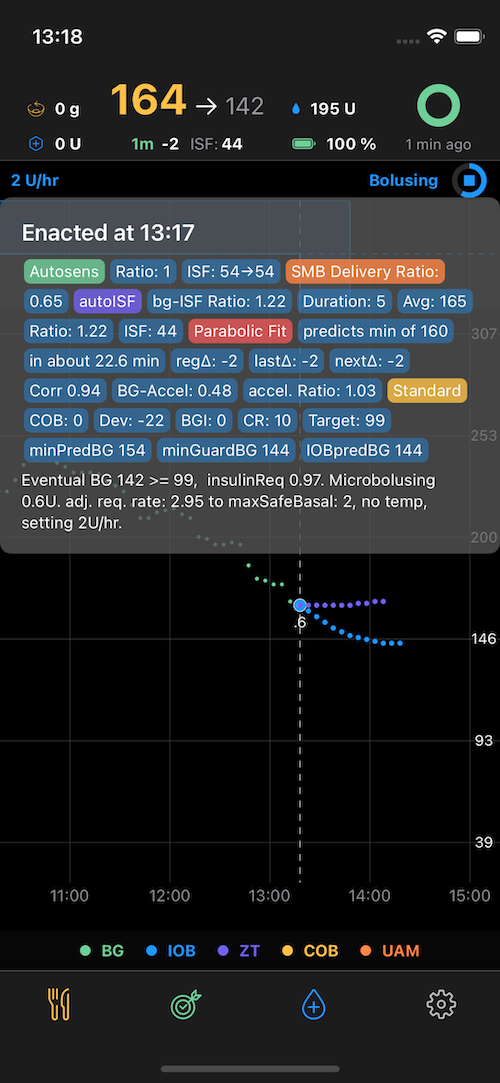 13:18
0 g 164 → 142 195 U
0 U 1m -2 ISF: 44 100 % 1 min ago
2 U/hr Bolusing
Enacted at 13:17
Autosens Ratio: 1 ISF: 54→54 SMB Delivery Ratio:
0.65 autoISF bg-ISF Ratio: 1.22 Duration: 5 Avg: 165
Ratio: 1.22 ISF: 44 Parabolic Fit predicts min of 160
307
in about 22.6 min regΔ: -2 lastΔ: -2 nextΔ: -2
Corr 0.94 BG-Accel: 0.48 accel. Ratio: 1.03 Standard
COB: 0 Dev: -22 BGI: 0 CR: 10 Target: 99
253
minPredBG 154 minGuardBG 144 IOBpredBG 144
Eventual BG 142 >= 99, insulinReq 0.97. Microbolusing
0.6U. adj. req. rate: 2.95 to maxSafeBasal: 2, no temp,
setting 2U/hr.
200
.6
146
93
39
11:00 12:00 13:00 14:00 15:00
BG IOB ZT COB UAM